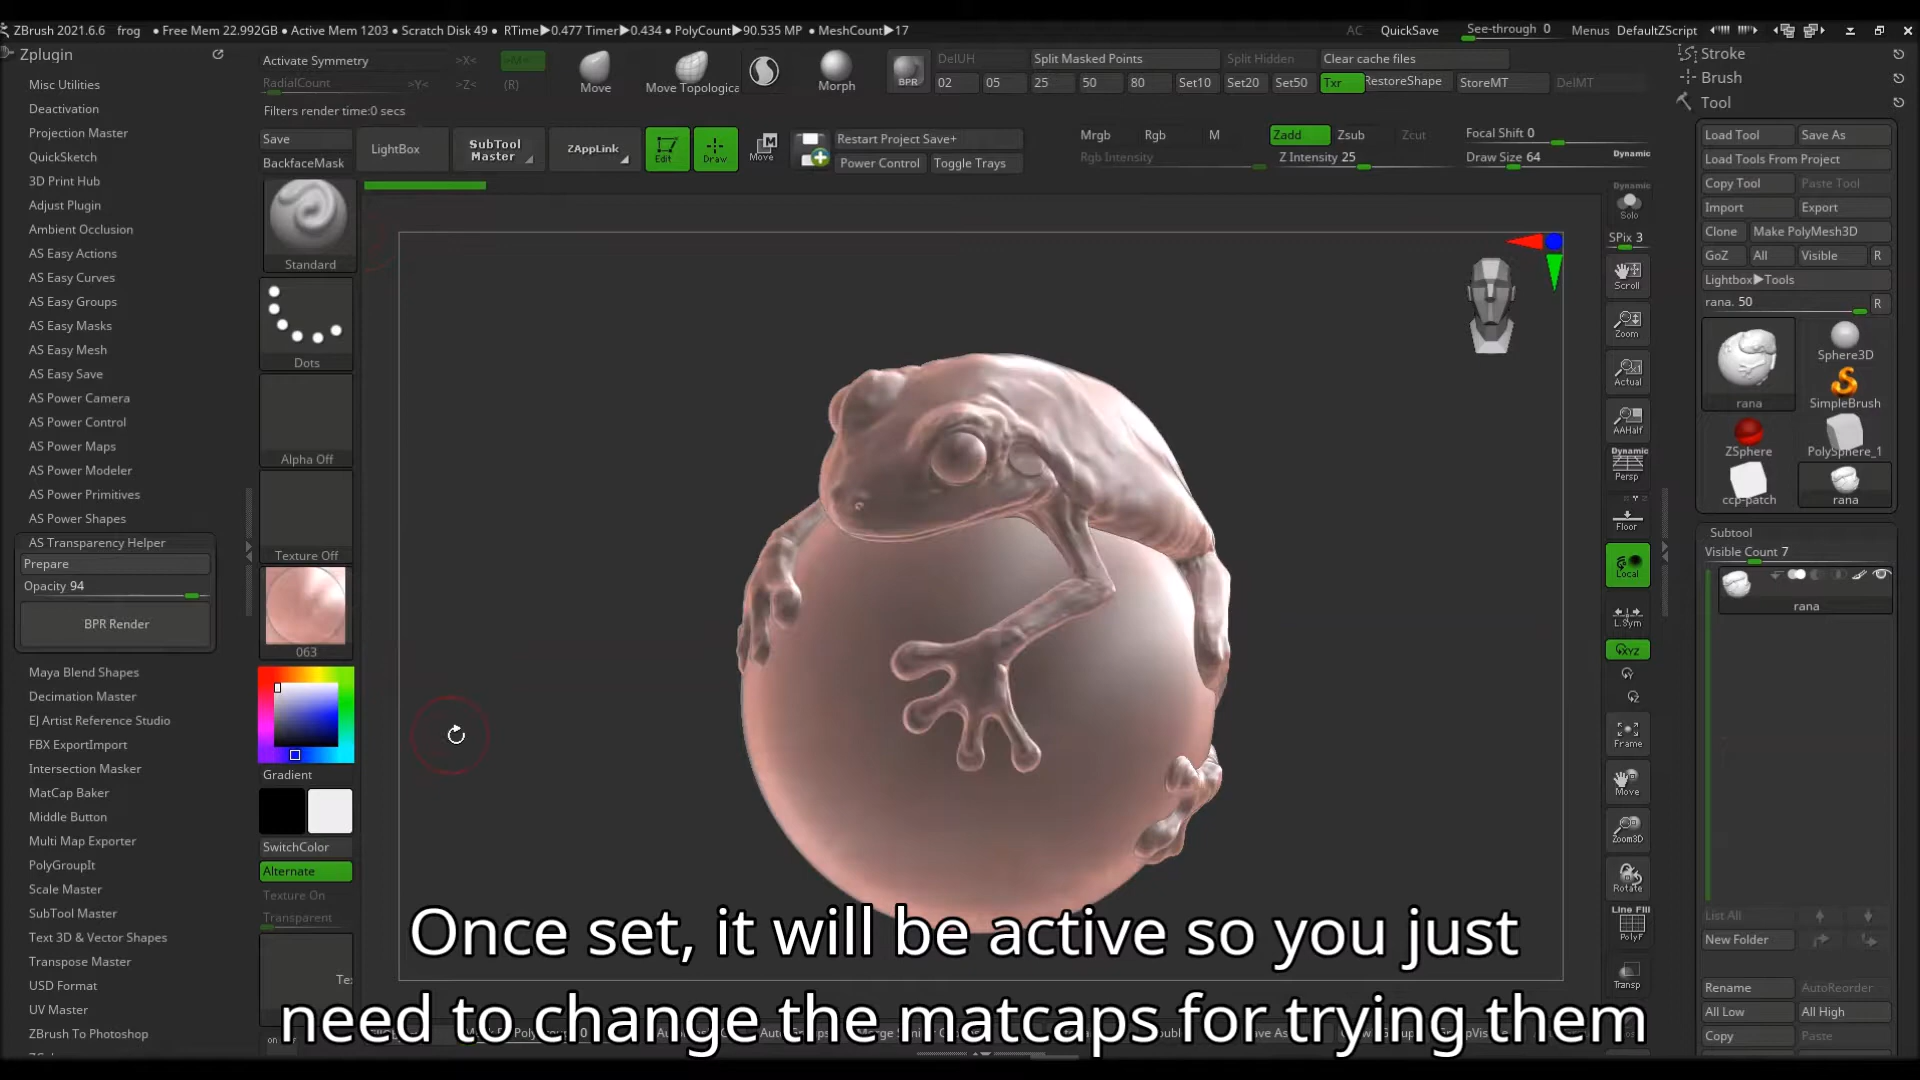 ZBrush 2021.6.6 frog • Free Mem 22.992GB • Active Mem 1203 • Scratch Disk 49 • RTime▶0.477 Timer▶0.434 • PolyCount▶90.535 MP • MeshCount▶17
AC QuickSave See-through 0 Menus DefaultZScript
Zplugin
Misc Utilities
Deactivation
Projection Master
QuickSketch
3D Print Hub
Adjust Plugin
Ambient Occlusion
AS Easy Actions
AS Easy Curves
AS Easy Groups
AS Easy Masks
AS Easy Mesh
AS Easy Save
AS Power Camera
AS Power Control
AS Power Maps
AS Power Modeler
AS Power Primitives
AS Power Shapes
AS Transparency Helper
Prepare
Opacity 94
BPR Render
Maya Blend Shapes
Decimation Master
EJ Artist Reference Studio
FBX ExportImport
Intersection Masker
MatCap Baker
Middle Button
Multi Map Exporter
PolyGroupIt
Scale Master
SubTool Master
Text 3D & Vector Shapes
Transpose Master
USD Format
UV Master
ZBrush To Photoshop
Activate Symmetry >X< >M<
RadialCount >Y< >Z< (R)
Filters render time:0 secs
Move
Move Topologica
Morph
BPR
DelUH Split Masked Points Split Hidden Clear cache files
02 05 25 50 80 Set10 Set20 Set50 Txr RestoreShape StoreMT DelMT
Save
BackfaceMask
LightBox
SubTool
Master
ZAppLink
Edit
Draw
Move
Restart Project Save+
Power Control Toggle Trays
Mrgb Rgb M Zadd Zsub Zcut Focal Shift 0
Rgb Intensity Z Intensity 25 Draw Size 64 Dynamic
Standard
Dots
Alpha Off
Texture Off
063
Gradient
SwitchColor
Alternate
Texture On
Transparent
Te
Dynamic
Solo
SPix 3
Scroll
Zoom
Actual
AAHalf
Dynamic
Persp
Floor
Local
L.Sym
XYZ
Frame
Move
Zoom3D
Rotate
Line Fill
PolyF
Transp
Stroke
Brush
Tool
Load Tool Save As
Load Tools From Project
Copy Tool Paste Tool
Import Export
Clone Make PolyMesh3D
GoZ All Visible R
Lightbox▶Tools
rana. 50 R
rana
Sphere3D
SimpleBrush
ZSphere
PolySphere_1
ccp-patch
rana
Subtool
Visible Count 7
rana
List All
New Folder
Rename AutoReorder
All Low All High
Copy Paste
Once set, it will be active so you just
need to change the matcaps for trying them